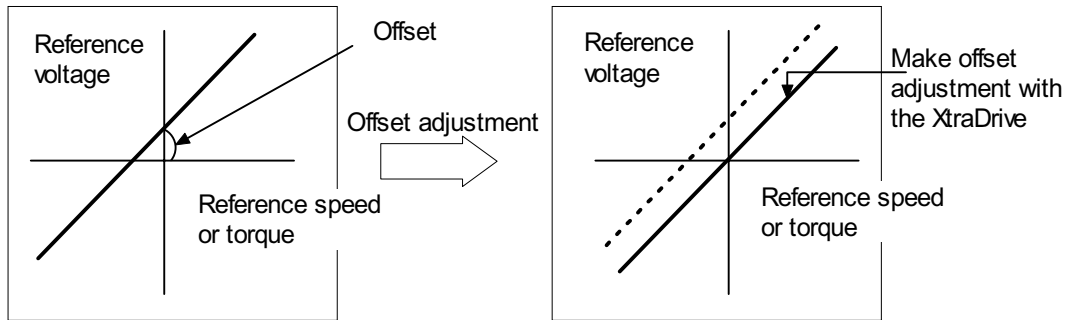 Reference
voltage
Offset
Reference speed
or torque
Offset adjustment
Reference
voltage
Make offset
adjustment with
the XtraDrive
Reference speed
or torque